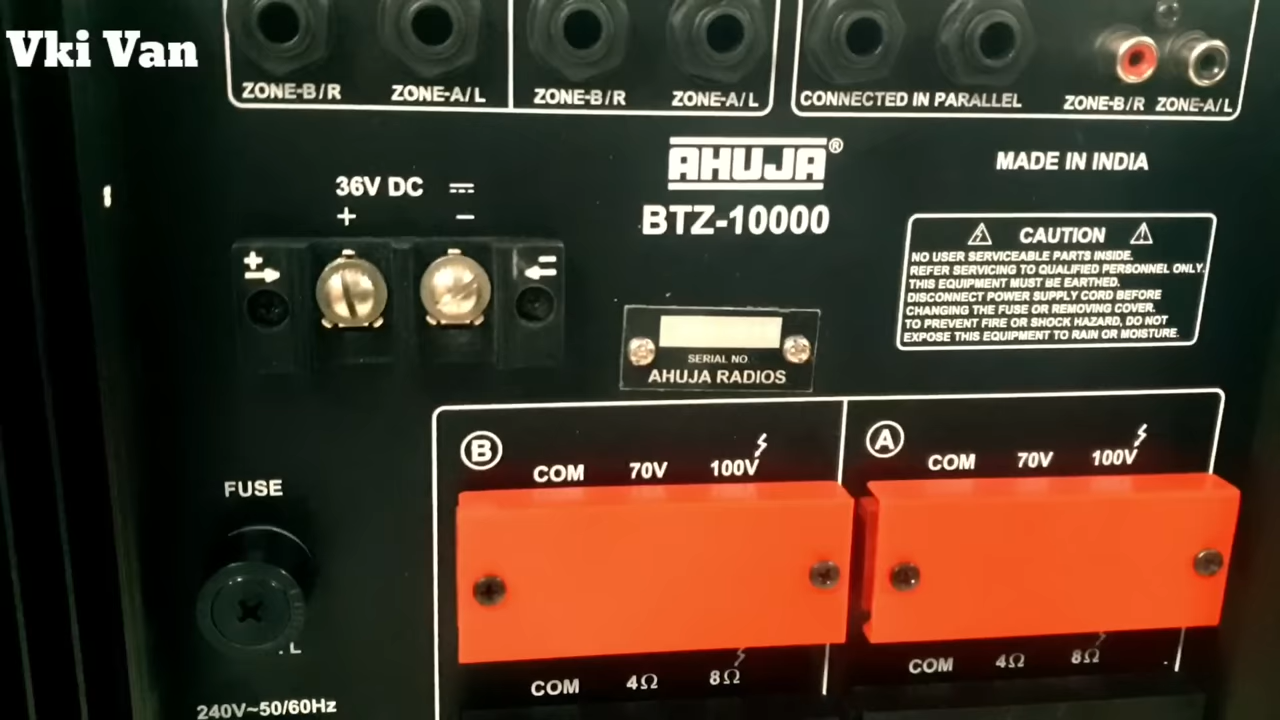 Vki Van
ZONE-B/R ZONE-A/L ZONE-B/R ZONE-A/L CONNECTED IN PARALLEL ZONE-B/R ZONE-A/L
AHUJA®
MADE IN INDIA
36V DC
+ −
BTZ-10000
+ −
CAUTION
NO USER SERVICEABLE PARTS INSIDE.
REFER SERVICING TO QUALIFIED PERSONNEL ONLY.
THIS EQUIPMENT MUST BE EARTHED.
DISCONNECT POWER SUPPLY CORD BEFORE
CHANGING THE FUSE OR REMOVING COVER.
TO PREVENT FIRE OR SHOCK HAZARD, DO NOT
EXPOSE THIS EQUIPMENT TO RAIN OR MOISTURE.
SERIAL NO.
AHUJA RADIOS
B
COM 70V 100V
A
COM 70V 100V
FUSE
COM 4Ω 8Ω
COM 4Ω 8Ω
240V~50/60Hz